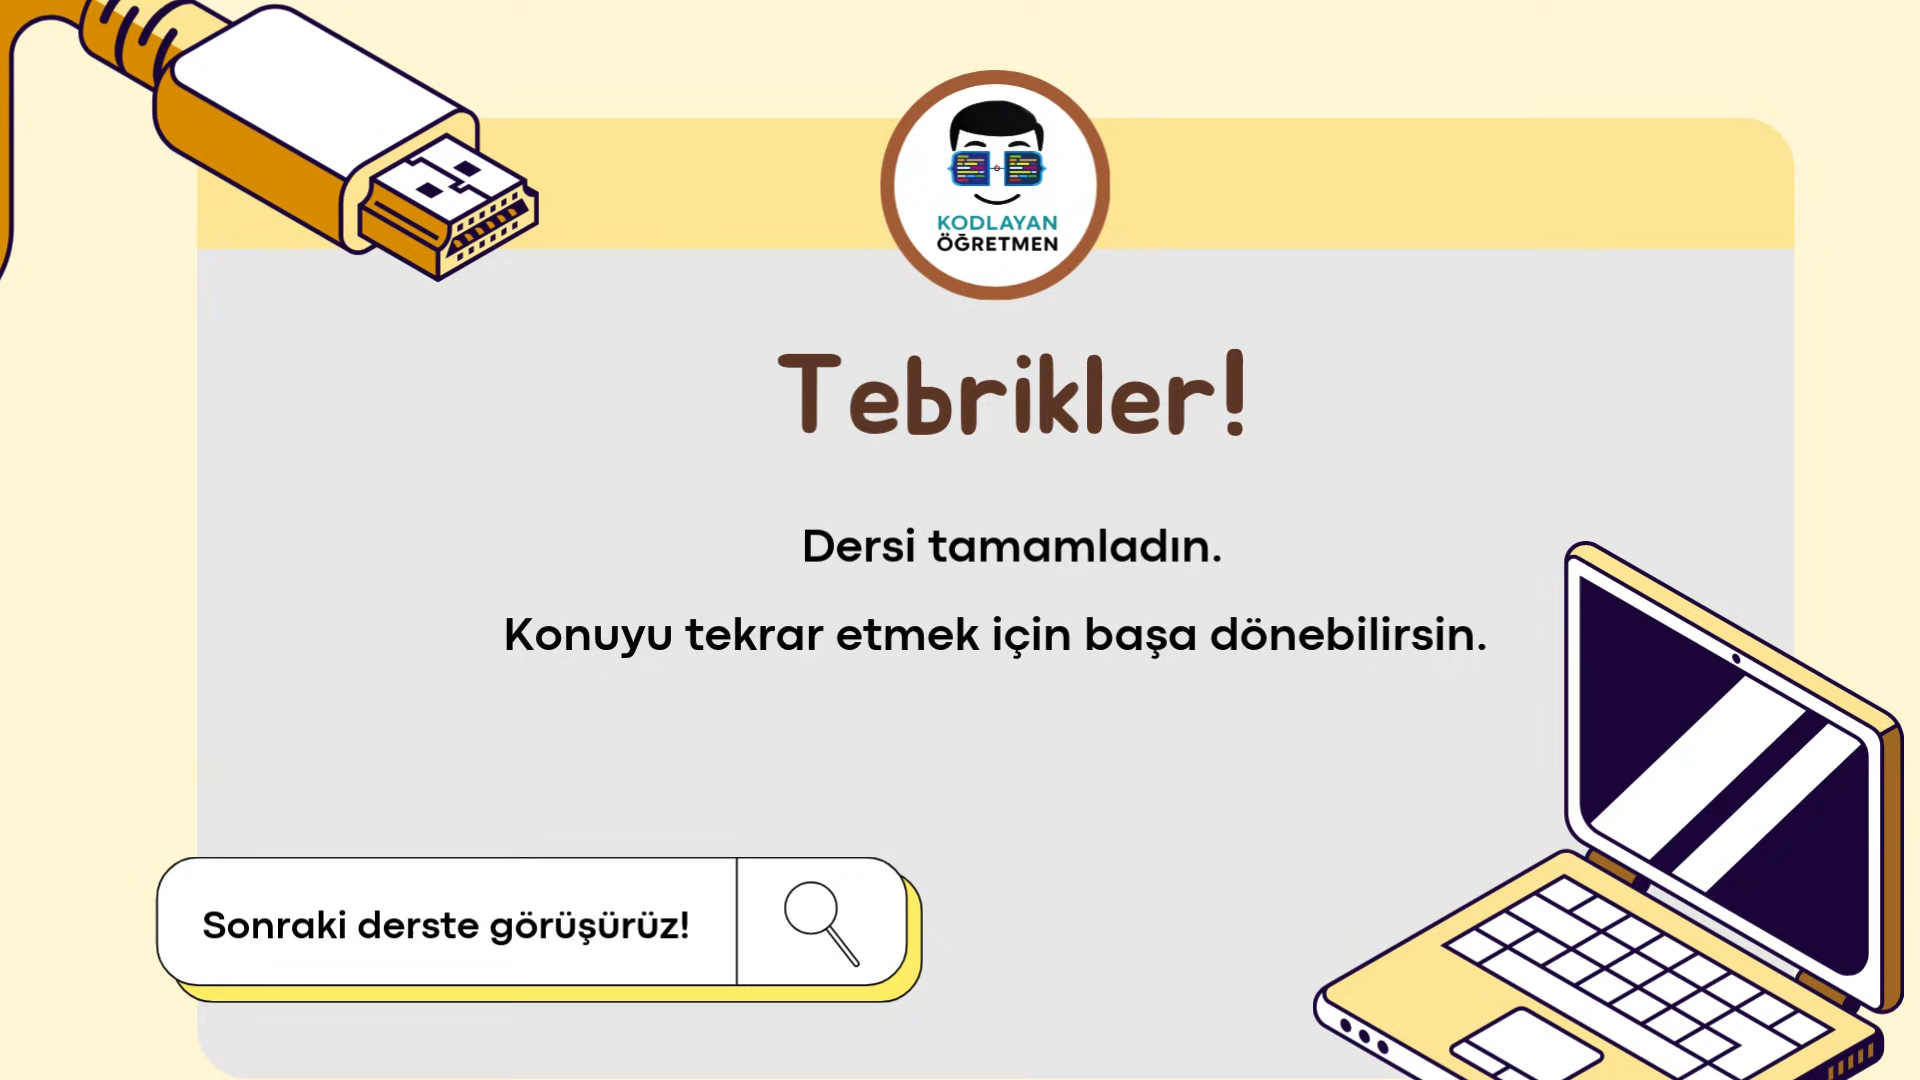 KODLAYAN
ÖĞRETMEN
Tebrikler!
Dersi tamamladın.
Konuyu tekrar etmek için başa dönebilirsin.
Sonraki derste görüşürüz!